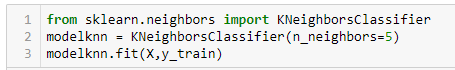 1 from sklearn.neighbors import KNeighborsClassifier
2 modelknn = KNeighborsClassifier(n_neighbors=5)
3 modelknn.fit(X,y_train)